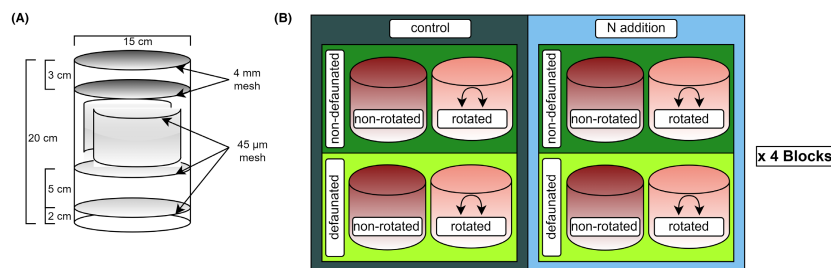 (A)
15 cm
3 cm
4 mm
mesh
20 cm
45 µm
mesh
5 cm
2 cm
(B)
control
N addition
non-defaunated
non-rotated
rotated
non-defaunated
non-rotated
rotated
defaunated
non-rotated
rotated
defaunated
non-rotated
rotated
x 4 Blocks